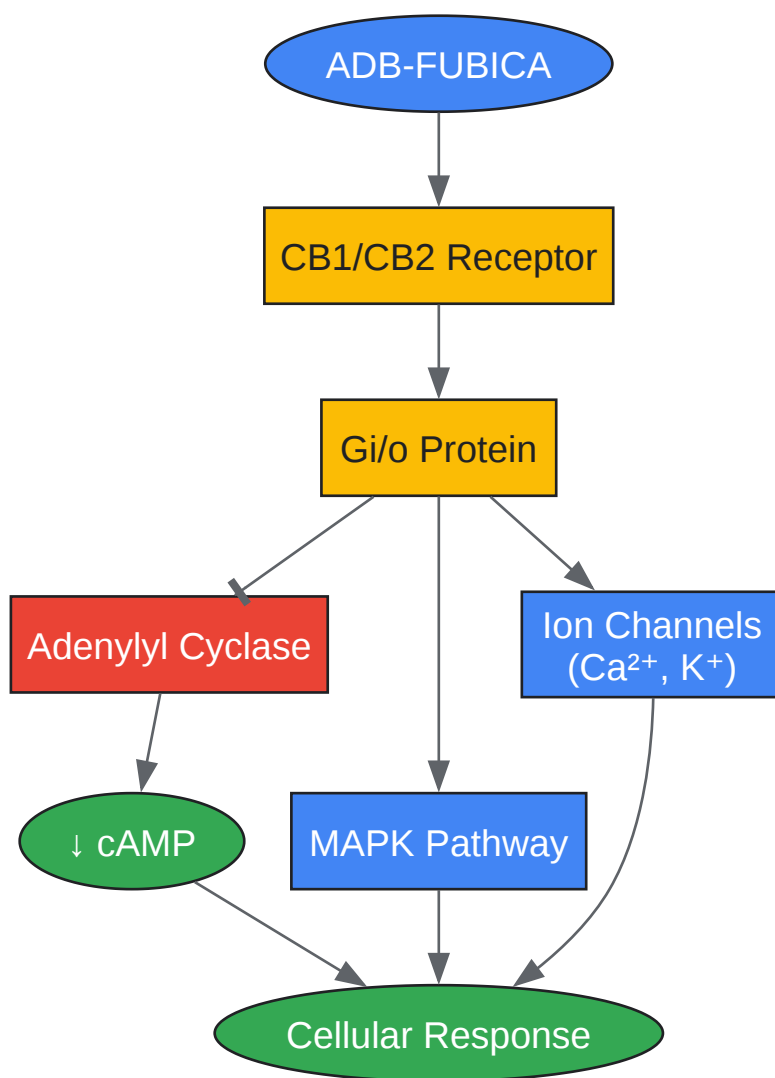 ADB-FUBICA
CB1/CB2 Receptor
Gi/o Protein
Adenylyl Cyclase
Ion Channels
(Ca²⁺, K⁺)
↓ cAMP
MAPK Pathway
Cellular Response